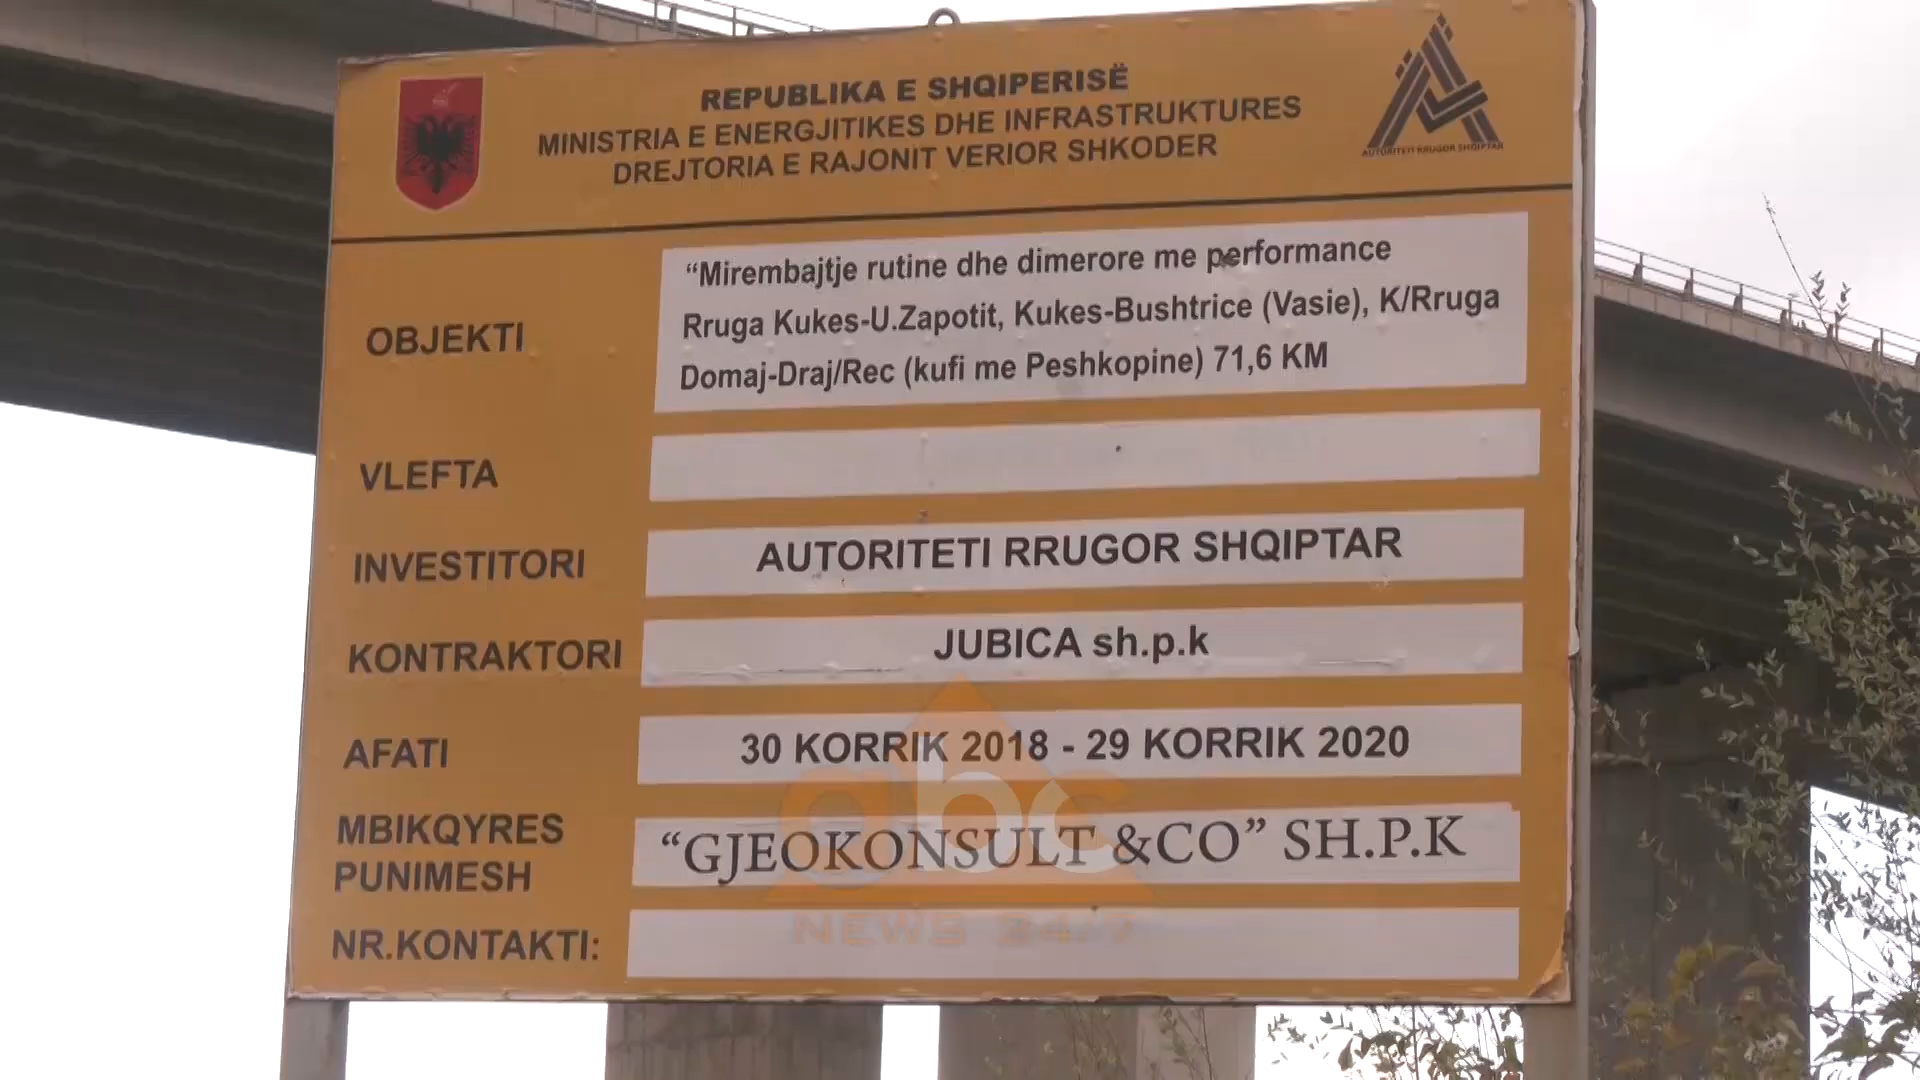 REPUBLIKA E SHQIPERISË
MINISTRIA E ENERGJITIKES DHE INFRASTRUKTURES
DREJTORIA E RAJONIT VERIOR SHKODER
AUTORITETI RRUGOR SHQIPTAR
OBJEKTI
“Mirembajtje rutine dhe dimerore me performance
Rruga Kukes-U.Zapotit, Kukes-Bushtrice (Vasie), K/Rruga
Domaj-Draj/Rec (kufi me Peshkopine) 71,6 KM
VLEFTA
INVESTITORI AUTORITETI RRUGOR SHQIPTAR
KONTRAKTORI JUBICA sh.p.k
AFATI 30 KORRIK 2018 - 29 KORRIK 2020
MBIKQYRES
PUNIMESH
“GJEOKONSULT &CO” SH.P.K
NR.KONTAKTI:
abc
NEWS 24/7